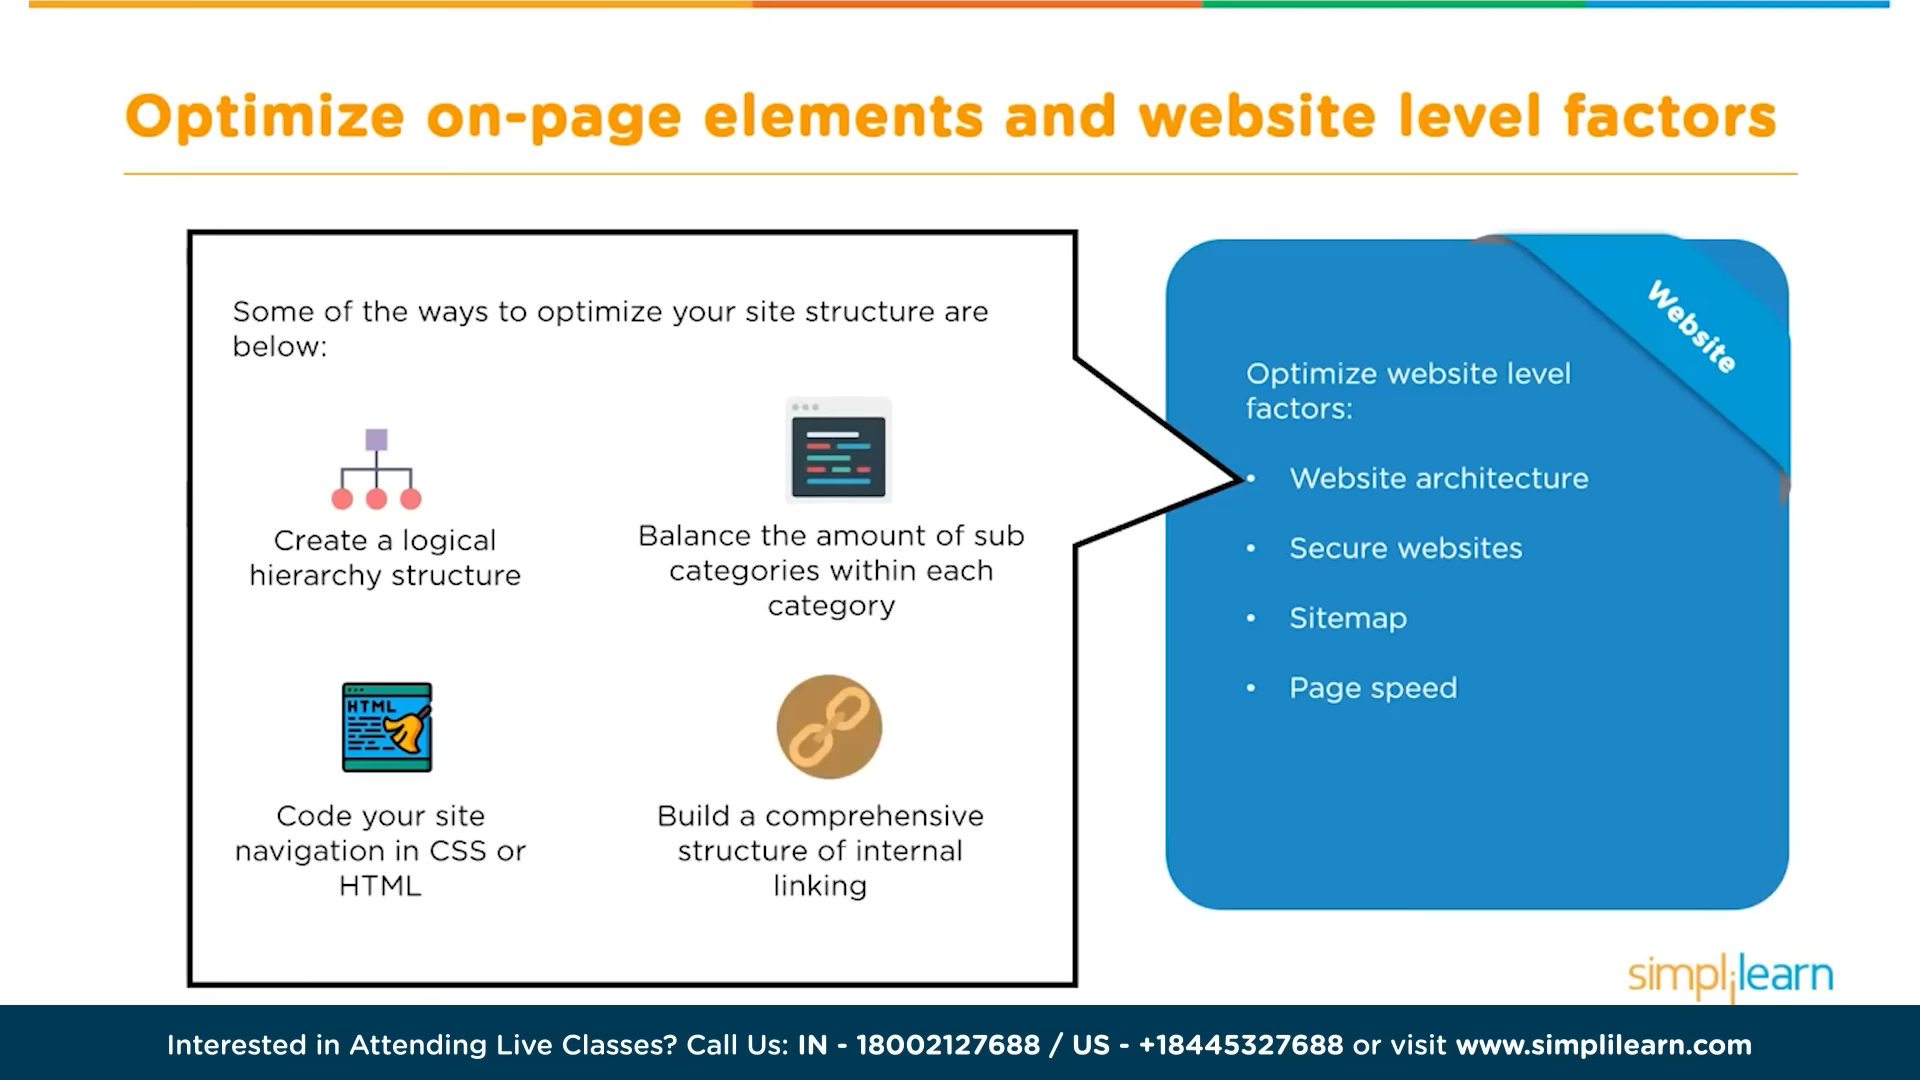 Optimize on-page elements and website level factors
Some of the ways to optimize your site structure are
below:
Create a logical
hierarchy structure
Balance the amount of sub
categories within each
category
HTML
Code your site
navigation in CSS or
HTML
Build a comprehensive
structure of internal
linking
Website
Optimize website level
factors:
• Website architecture
• Secure websites
• Sitemap
• Page speed
simplilearn
Interested in Attending Live Classes? Call Us: IN - 18002127688 / US - +18445327688 or visit www.simplilearn.com